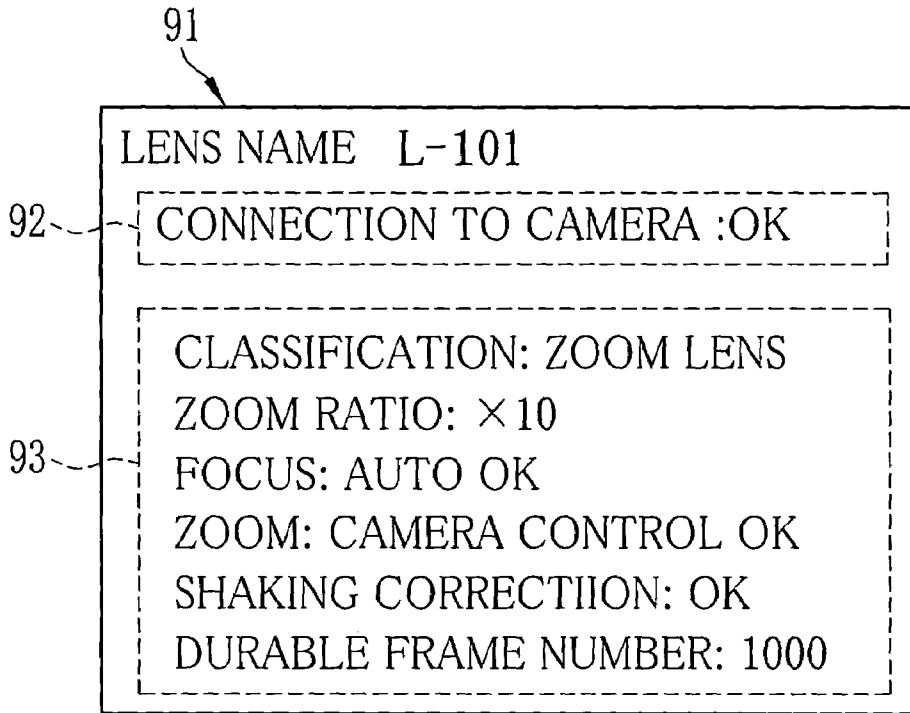 91
LENS NAME L-101
92
CONNECTION TO CAMERA :OK
93
CLASSIFICATION: ZOOM LENS
ZOOM RATIO: ×10
FOCUS: AUTO OK
ZOOM: CAMERA CONTROL OK
SHAKING CORRECTIION: OK
DURABLE FRAME NUMBER: 1000